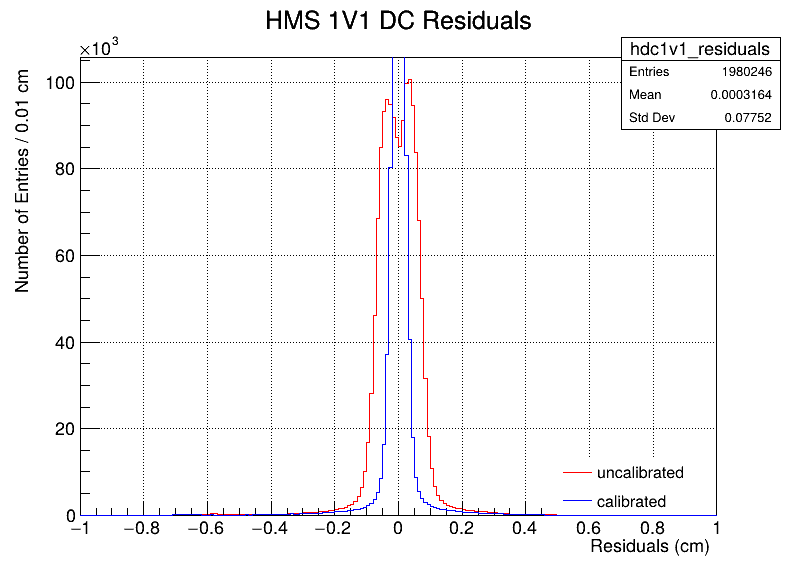 HMS 1V1 DC Residuals
×10³
hdc1v1_residuals
Entries 1980246
Mean 0.0003164
Std Dev 0.07752
Number of Entries / 0.01 cm
100
80
60
40
20
0
−1 −0.8 −0.6 −0.4 −0.2 0 0.2 0.4 0.6 0.8 1
Residuals (cm)
uncalibrated
calibrated